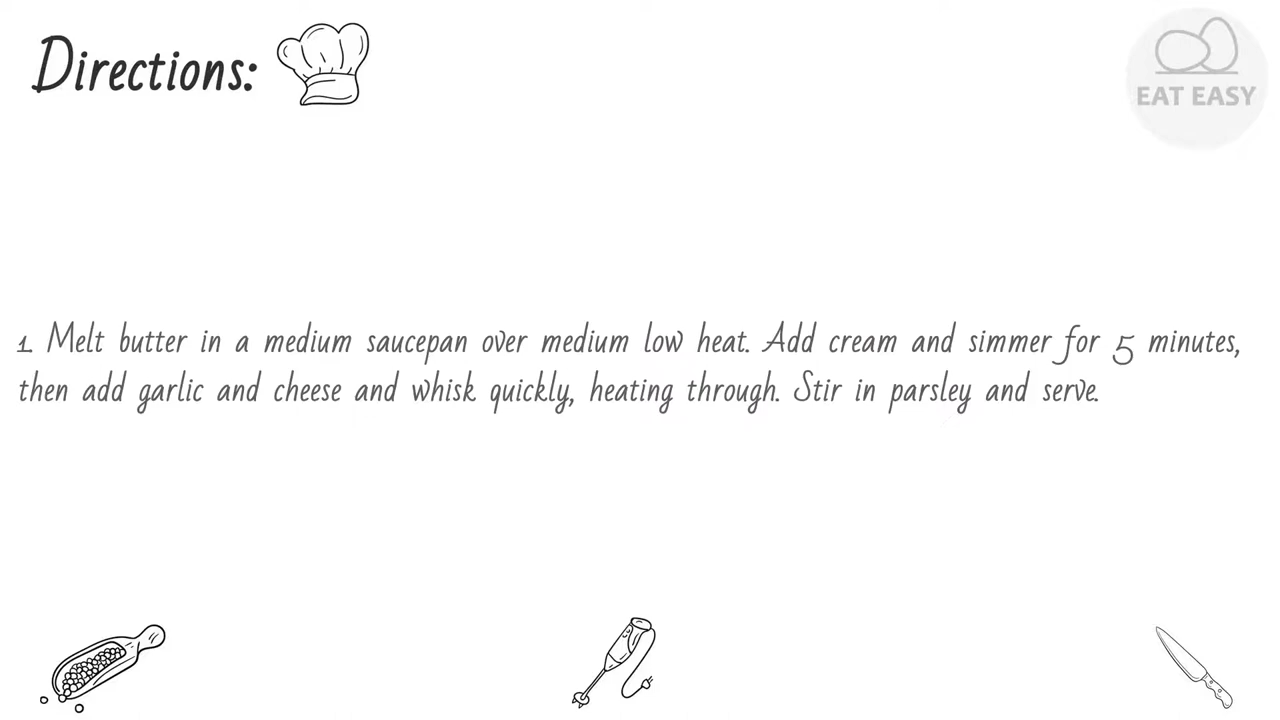 Directions:
EAT EASY
1. Melt butter in a medium saucepan over medium low heat. Add cream and simmer for 5 minutes,
then add garlic and cheese and whisk quickly, heating through. Stir in parsley and serve.